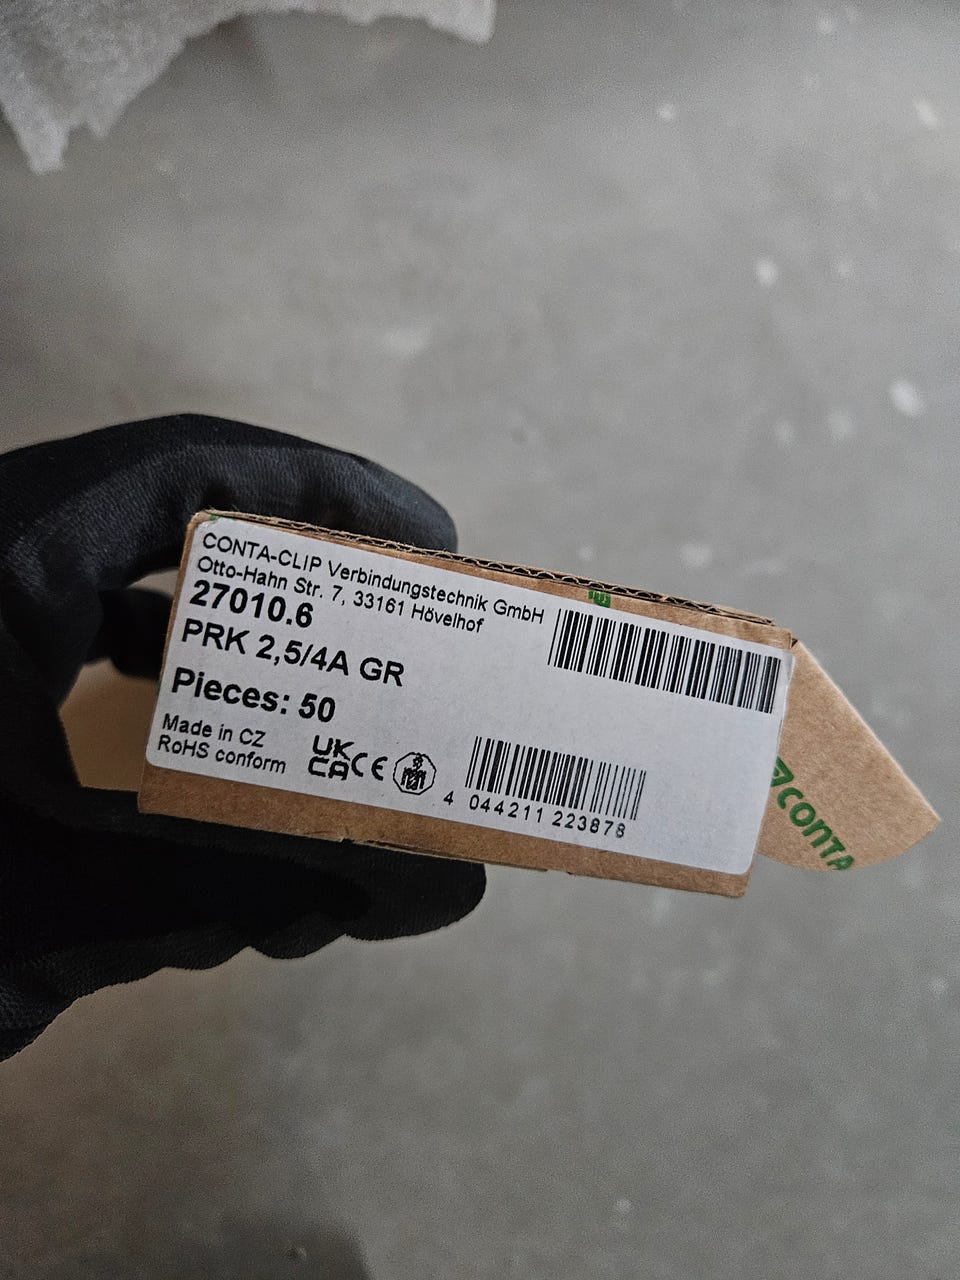 CONTA-CLIP Verbindungstechnik GmbH
Otto-Hahn Str. 7, 33161 Hövelhof
27010.6
PRK 2,5/4A GR
Pieces: 50
Made in CZ
RoHS conform
UK
CA
CE
4 044211 223878
CONTA